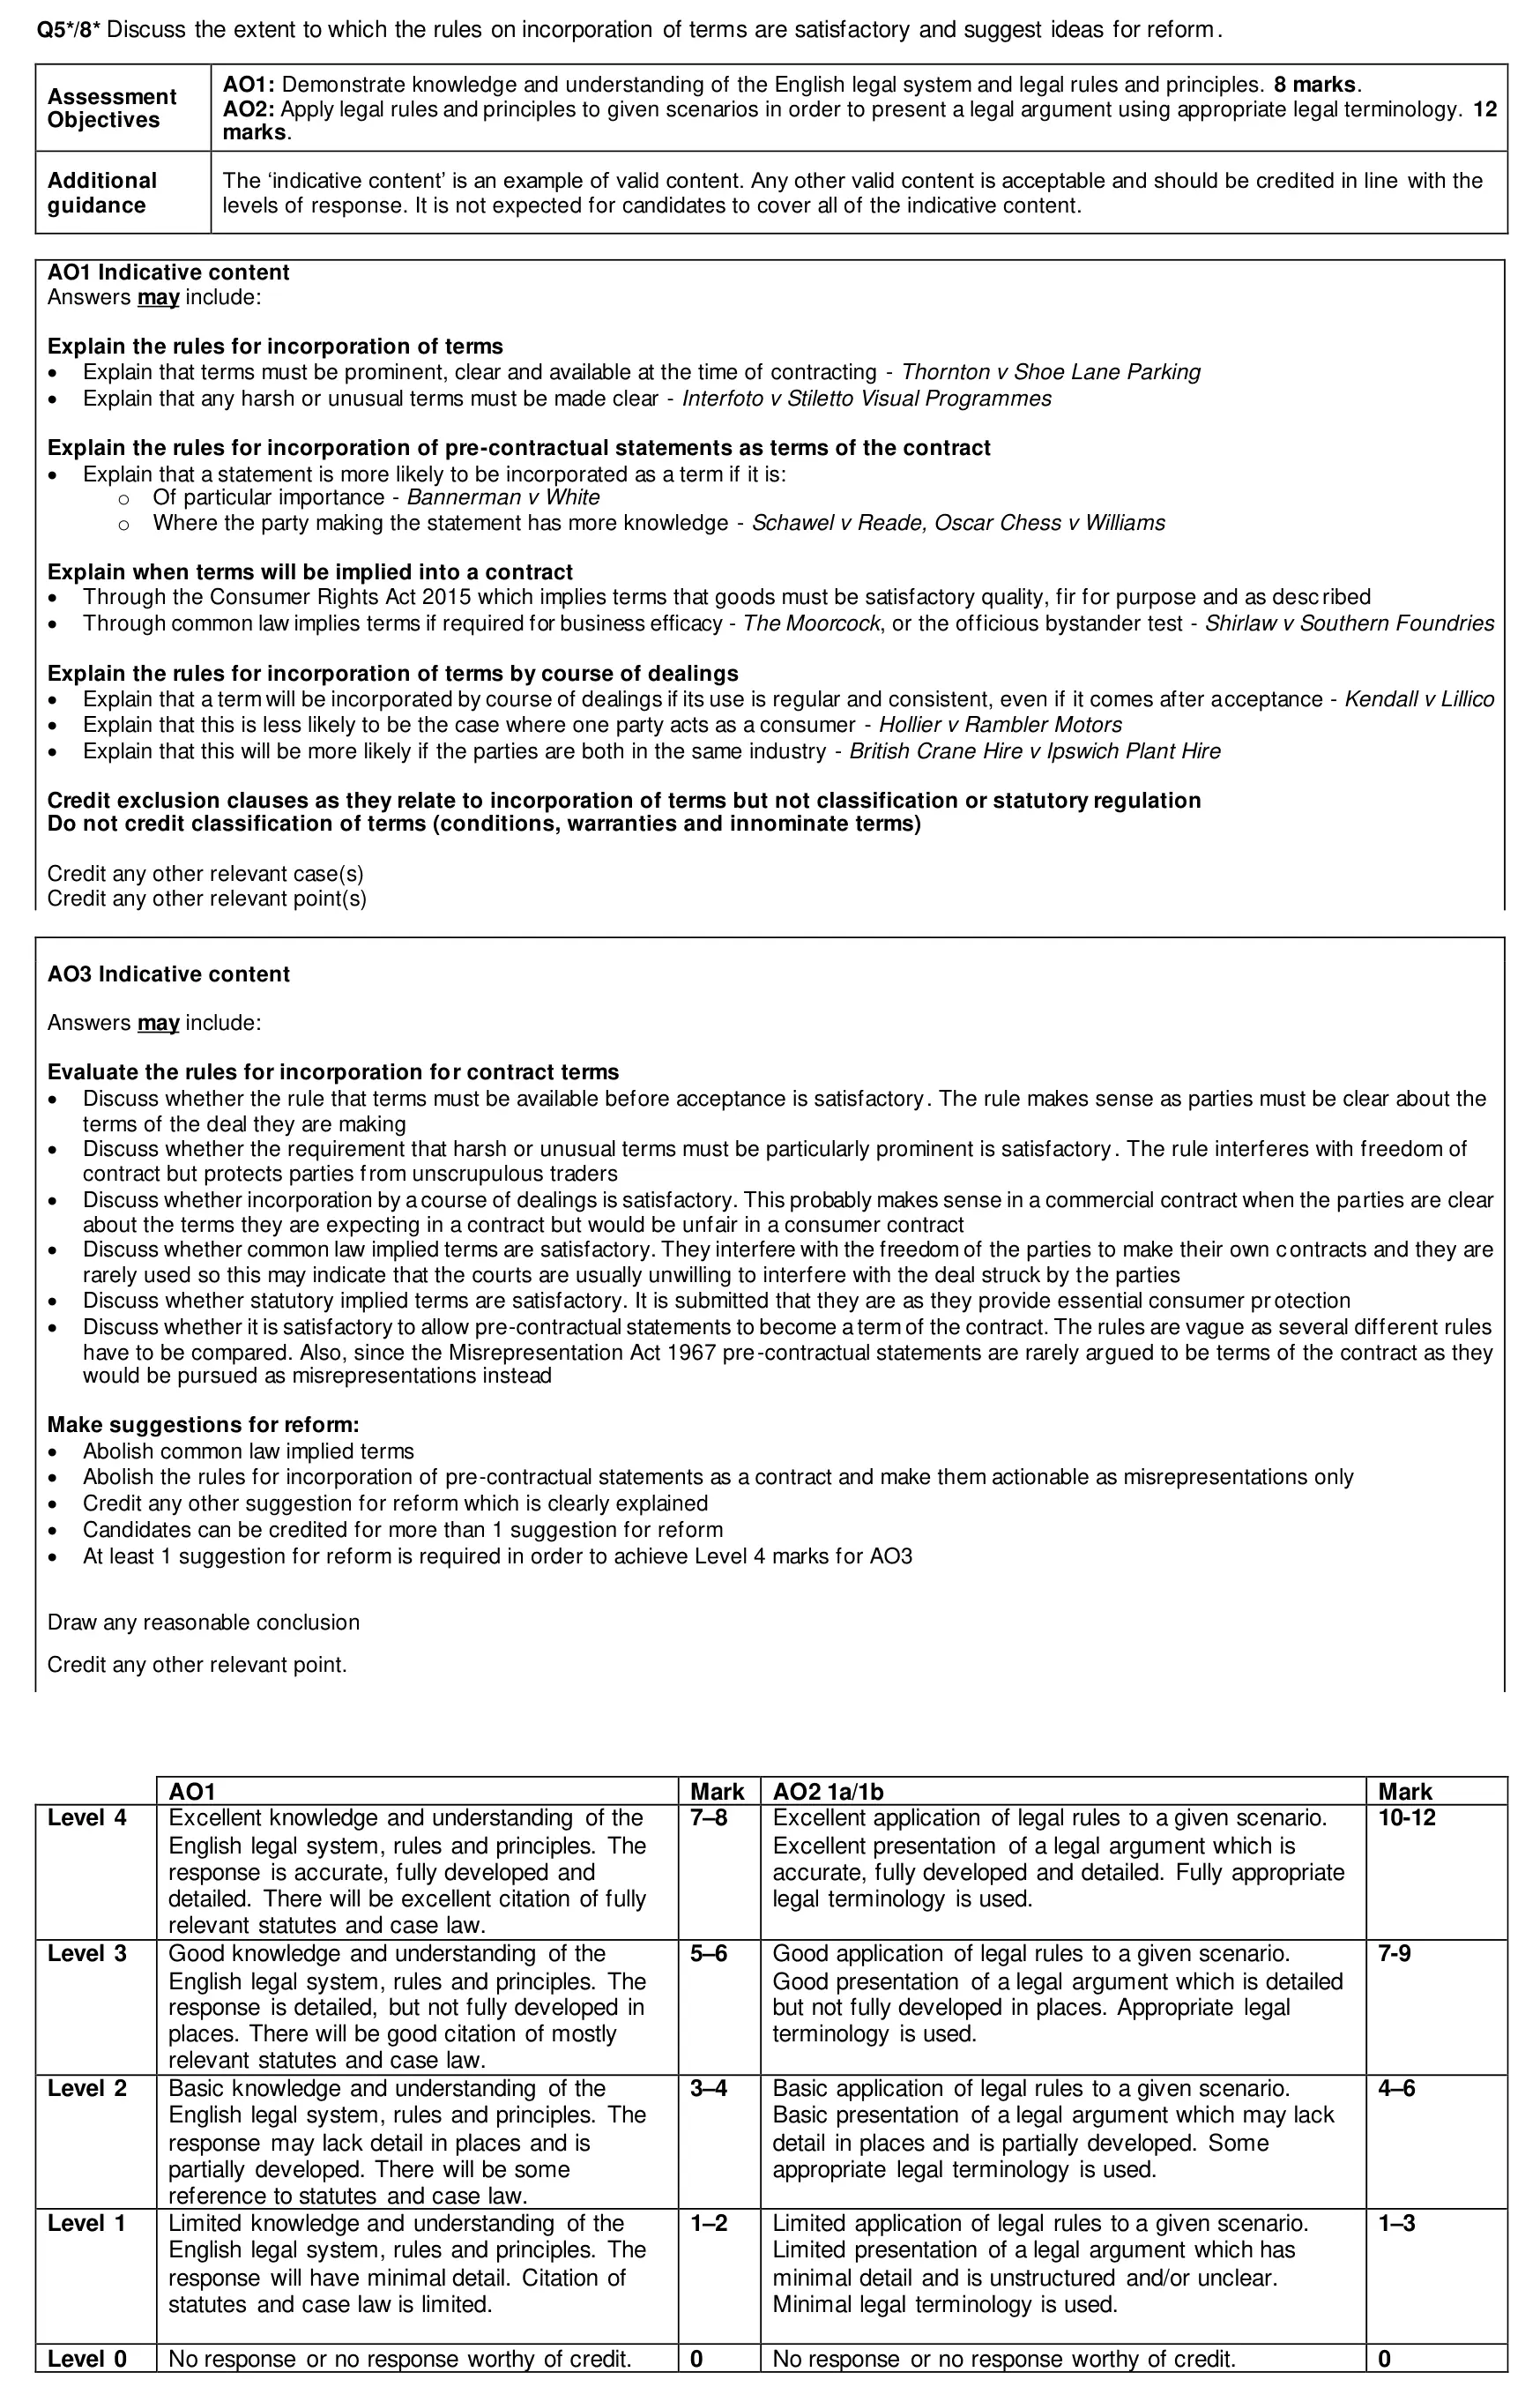 Q5*/8* Discuss the extent to which the rules on incorporation of terms are satisfactory and suggest ideas for reform.
Assessment
Objectives
AO1: Demonstrate knowledge and understanding of the English legal system and legal rules and principles. 8 marks.
AO2: Apply legal rules and principles to given scenarios in order to present a legal argument using appropriate legal terminology. 12
marks.
Additional
guidance
The ‘indicative content’ is an example of valid content. Any other valid content is acceptable and should be credited in line with the
levels of response. It is not expected for candidates to cover all of the indicative content.
AO1 Indicative content
Answers may include:
Explain the rules for incorporation of terms
• Explain that terms must be prominent, clear and available at the time of contracting - Thornton v Shoe Lane Parking
• Explain that any harsh or unusual terms must be made clear - Interfoto v Stiletto Visual Programmes
Explain the rules for incorporation of pre-contractual statements as terms of the contract
• Explain that a statement is more likely to be incorporated as a term if it is:
o Of particular importance - Bannerman v White
o Where the party making the statement has more knowledge - Schawel v Reade, Oscar Chess v Williams
Explain when terms will be implied into a contract
• Through the Consumer Rights Act 2015 which implies terms that goods must be satisfactory quality, fir for purpose and as described
• Through common law implies terms if required for business efficacy - The Moorcock, or the officious bystander test - Shirlaw v Southern Foundries
Explain the rules for incorporation of terms by course of dealings
• Explain that a term will be incorporated by course of dealings if its use is regular and consistent, even if it comes after acceptance - Kendall v Lillico
• Explain that this is less likely to be the case where one party acts as a consumer - Hollier v Rambler Motors
• Explain that this will be more likely if the parties are both in the same industry - British Crane Hire v Ipswich Plant Hire
Credit exclusion clauses as they relate to incorporation of terms but not classification or statutory regulation
Do not credit classification of terms (conditions, warranties and innominate terms)
Credit any other relevant case(s)
Credit any other relevant point(s)
AO3 Indicative content
Answers may include:
Evaluate the rules for incorporation for contract terms
• Discuss whether the rule that terms must be available before acceptance is satisfactory. The rule makes sense as parties must be clear about the
terms of the deal they are making
• Discuss whether the requirement that harsh or unusual terms must be particularly prominent is satisfactory. The rule interferes with freedom of
contract but protects parties from unscrupulous traders
• Discuss whether incorporation by a course of dealings is satisfactory. This probably makes sense in a commercial contract when the parties are clear
about the terms they are expecting in a contract but would be unfair in a consumer contract
• Discuss whether common law implied terms are satisfactory. They interfere with the freedom of the parties to make their own contracts and they are
rarely used so this may indicate that the courts are usually unwilling to interfere with the deal struck by the parties
• Discuss whether statutory implied terms are satisfactory. It is submitted that they are as they provide essential consumer protection
• Discuss whether it is satisfactory to allow pre-contractual statements to become a term of the contract. The rules are vague as several different rules
have to be compared. Also, since the Misrepresentation Act 1967 pre-contractual statements are rarely argued to be terms of the contract as they
would be pursued as misrepresentations instead
Make suggestions for reform:
• Abolish common law implied terms
• Abolish the rules for incorporation of pre-contractual statements as a contract and make them actionable as misrepresentations only
• Credit any other suggestion for reform which is clearly explained
• Candidates can be credited for more than 1 suggestion for reform
• At least 1 suggestion for reform is required in order to achieve Level 4 marks for AO3
Draw any reasonable conclusion
Credit any other relevant point.
AO1 Mark AO2 1a/1b Mark
Level 4 Excellent knowledge and understanding of the 7–8 Excellent application of legal rules to a given scenario. 10-12
English legal system, rules and principles. The Excellent presentation of a legal argument which is
response is accurate, fully developed and accurate, fully developed and detailed. Fully appropriate
detailed. There will be excellent citation of fully legal terminology is used.
relevant statutes and case law.
Level 3 Good knowledge and understanding of the 5–6 Good application of legal rules to a given scenario. 7-9
English legal system, rules and principles. The Good presentation of a legal argument which is detailed
response is detailed, but not fully developed in but not fully developed in places. Appropriate legal
places. There will be good citation of mostly terminology is used.
relevant statutes and case law.
Level 2 Basic knowledge and understanding of the 3–4 Basic application of legal rules to a given scenario. 4–6
English legal system, rules and principles. The Basic presentation of a legal argument which may lack
response may lack detail in places and is detail in places and is partially developed. Some
partially developed. There will be some appropriate legal terminology is used.
reference to statutes and case law.
Level 1 Limited knowledge and understanding of the 1–2 Limited application of legal rules to a given scenario. 1–3
English legal system, rules and principles. The Limited presentation of a legal argument which has
response will have minimal detail. Citation of minimal detail and is unstructured and/or unclear.
statutes and case law is limited. Minimal legal terminology is used.
Level 0 No response or no response worthy of credit. 0 No response or no response worthy of credit. 0